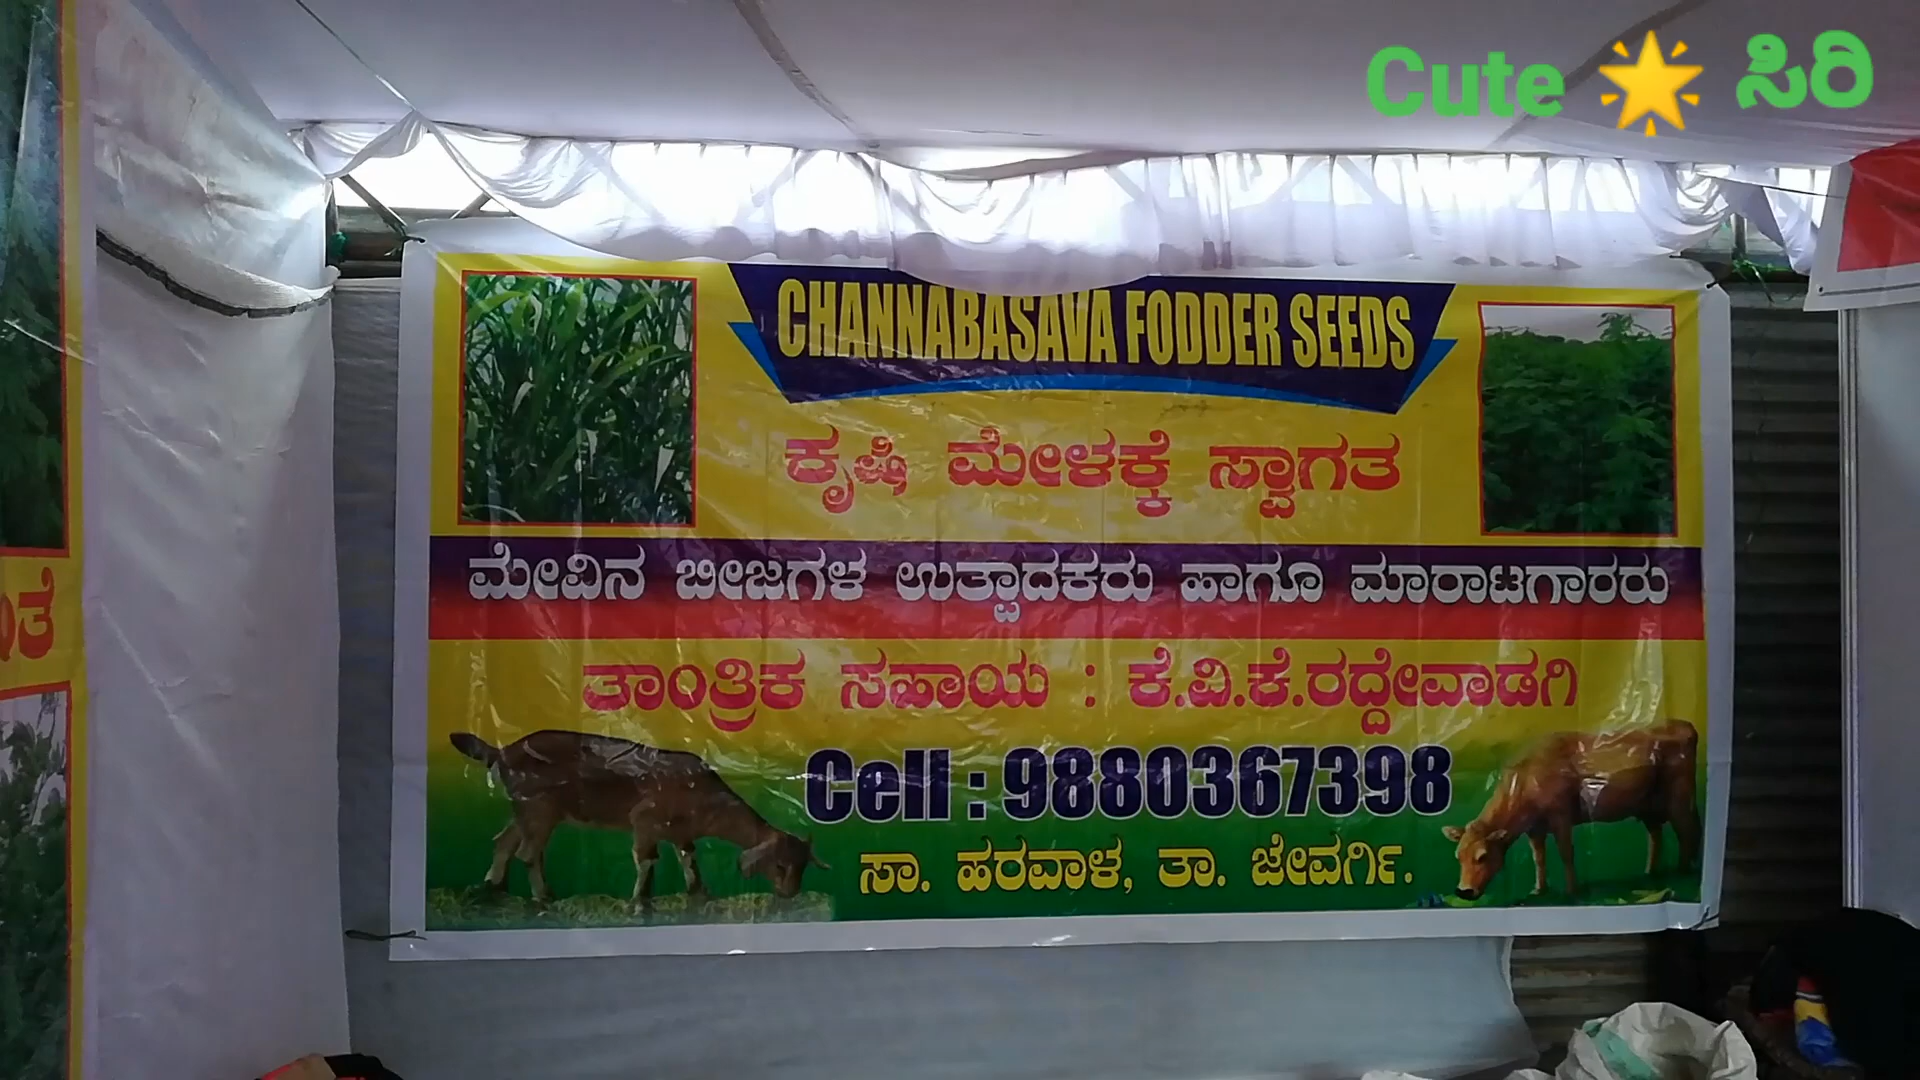 Cute 🌟 ಸಿರಿ
CHANNABASAVA FODDER SEEDS
ಕೃಷಿ ಮೇಳಕ್ಕೆ ಸ್ವಾಗತ
ಮೇವಿನ ಬೀಜಗಳ ಉತ್ಪಾದಕರು ಹಾಗೂ ಮಾರಾಟಗಾರರು
ತಾಂತ್ರಿಕ ಸಹಾಯ : ಕೆ.ವಿ.ಕೆ.ರದ್ದೇವಾಡಗಿ
Cell : 9880367398
ಸಾ. ಹರವಾಳ, ತಾ. ಜೇವರ್ಗಿ.